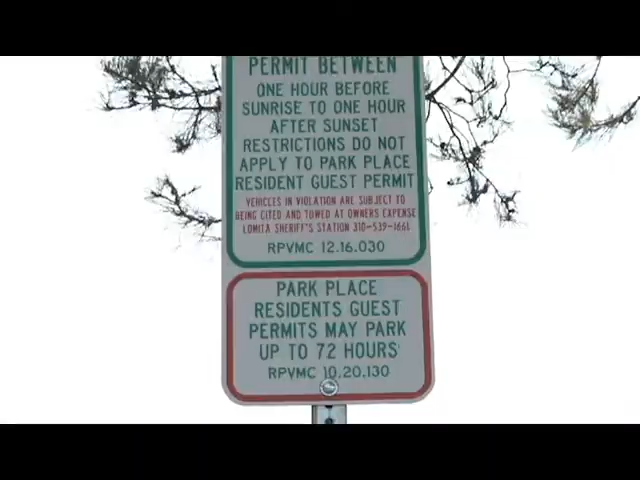 PERMIT BETWEEN
ONE HOUR BEFORE
SUNRISE TO ONE HOUR
AFTER SUNSET
RESTRICTIONS DO NOT
APPLY TO PARK PLACE
RESIDENT GUEST PERMIT
VEHICLES IN VIOLATION ARE SUBJECT TO
BEING CITED AND TOWED AT OWNERS EXPENSE
LOMITA SHERIFF'S STATION 310-539-1661
RPVMC 12.16.030
PARK PLACE
RESIDENTS GUEST
PERMITS MAY PARK
UP TO 72 HOURS
RPVMC 10.20.130